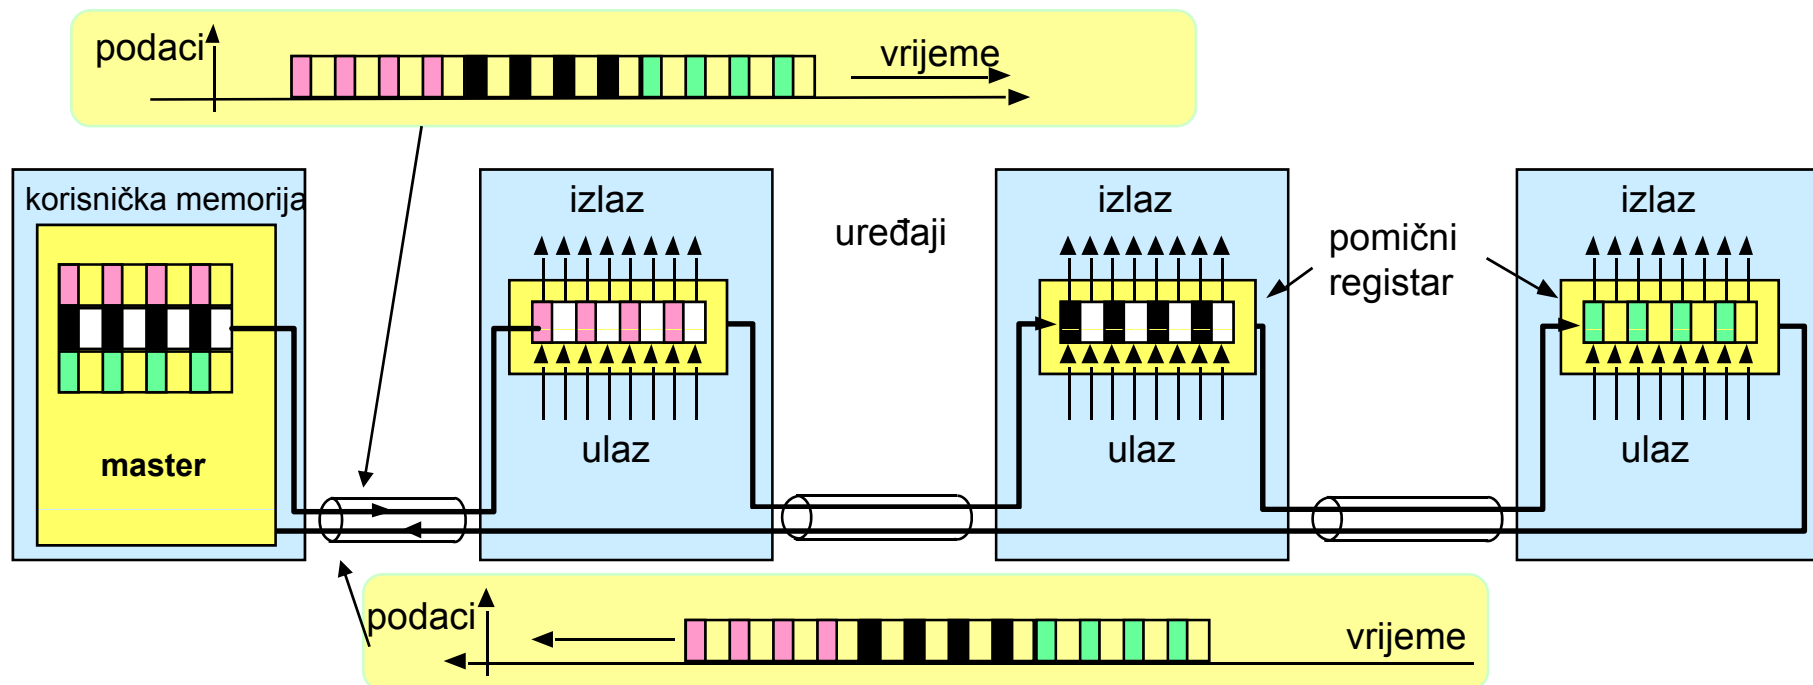 podaci
vrijeme
korisnička memorija
master
izlaz
ulaz
uređaji
izlaz
ulaz
pomični
registar
izlaz
ulaz
podaci
vrijeme